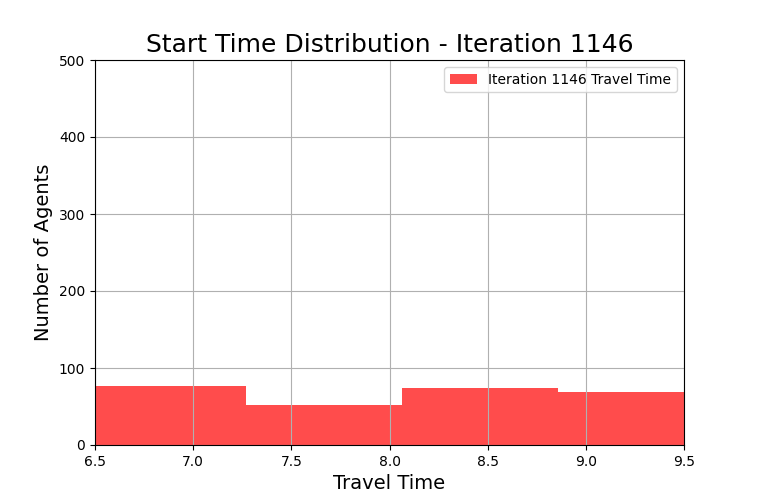 Start Time Distribution - Iteration 1146
Iteration 1146 Travel Time
Number of Agents
500
400
300
200
100
0
6.5 7.0 7.5 8.0 8.5 9.0 9.5
Travel Time